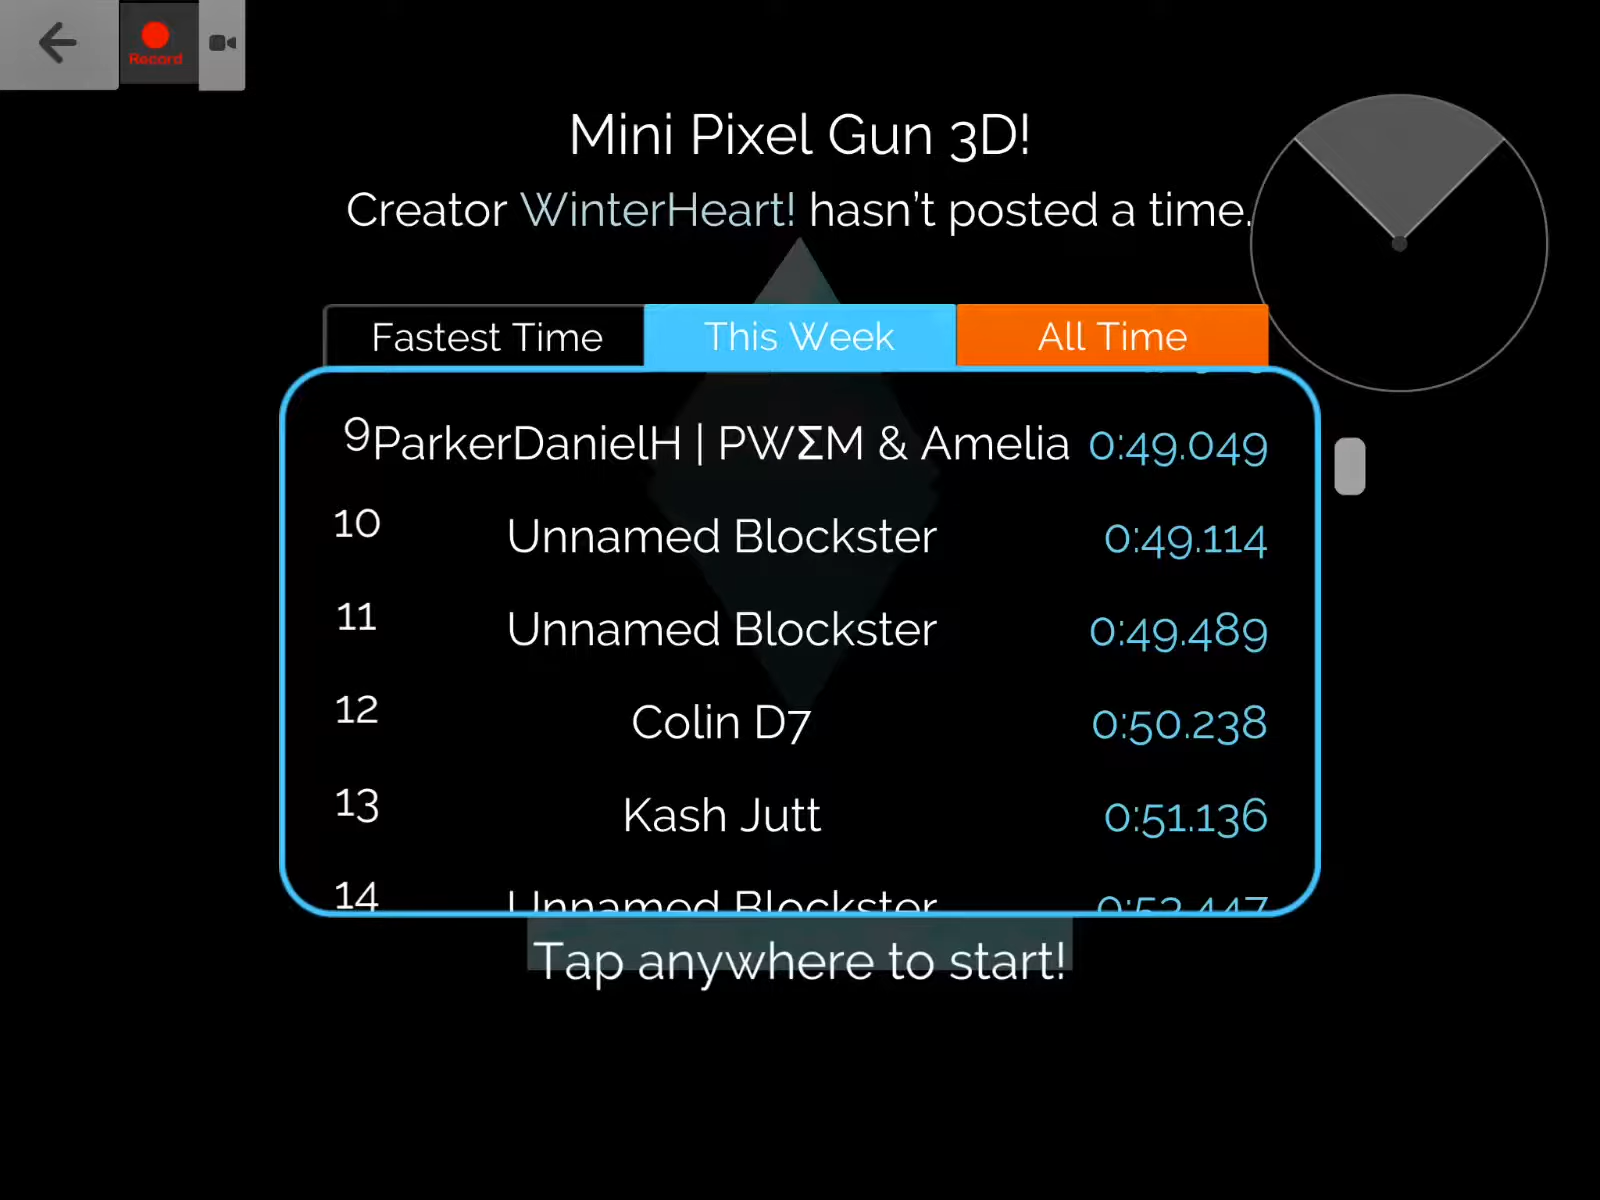 Record
Mini Pixel Gun 3D!
Creator WinterHeart! hasn't posted a time.
Fastest Time This Week All Time
9 ParkerDanielH | PWΣM & Amelia 0:49.049
10 Unnamed Blockster 0:49.114
11 Unnamed Blockster 0:49.489
12 Colin D7 0:50.238
13 Kash Jutt 0:51.136
14 Unnamed Blockster
Tap anywhere to start!